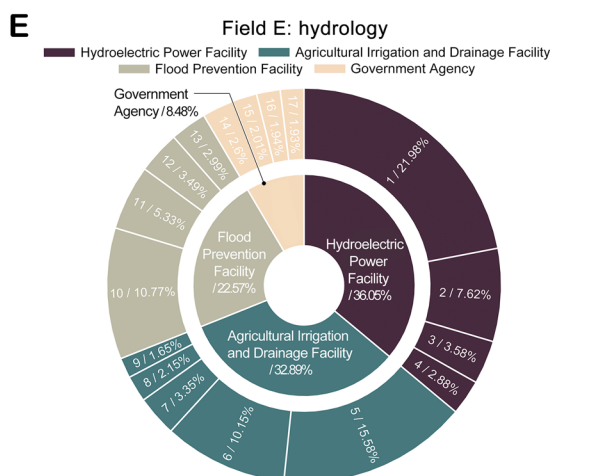 E
Field E: hydrology
Hydroelectric Power Facility
Agricultural Irrigation and Drainage Facility
Flood Prevention Facility
Government Agency
Government
Agency / 8.48%
Hydroelectric
Power
Facility
/ 36.05%
Agricultural Irrigation
and Drainage Facility
/ 32.89%
Flood
Prevention
Facility
/ 22.57%
1 / 21.98%
2 / 7.62%
3 / 3.58%
4 / 2.88%
5 / 15.58%
6 / 10.15%
7 / 3.35%
8 / 2.15%
9 / 1.65%
10 / 10.77%
11 / 5.33%
12 / 3.49%
13 / 2.99%
14 / 2.6%
15 / 2.01%
16 / 1.94%
17 / 1.93%